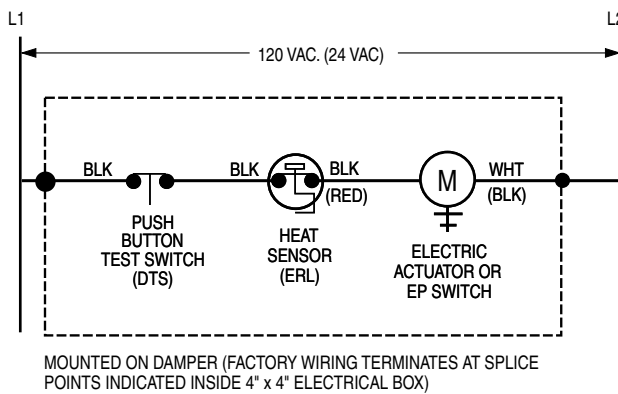 L1
L2
120 VAC. (24 VAC)
BLK
BLK
BLK
WHT
(RED)
M
(BLK)
PUSH
BUTTON
TEST SWITCH
(DTS)
HEAT
SENSOR
(ERL)
ELECTRIC
ACTUATOR OR
EP SWITCH
MOUNTED ON DAMPER (FACTORY WIRING TERMINATES AT SPLICE
POINTS INDICATED INSIDE 4" x 4" ELECTRICAL BOX)